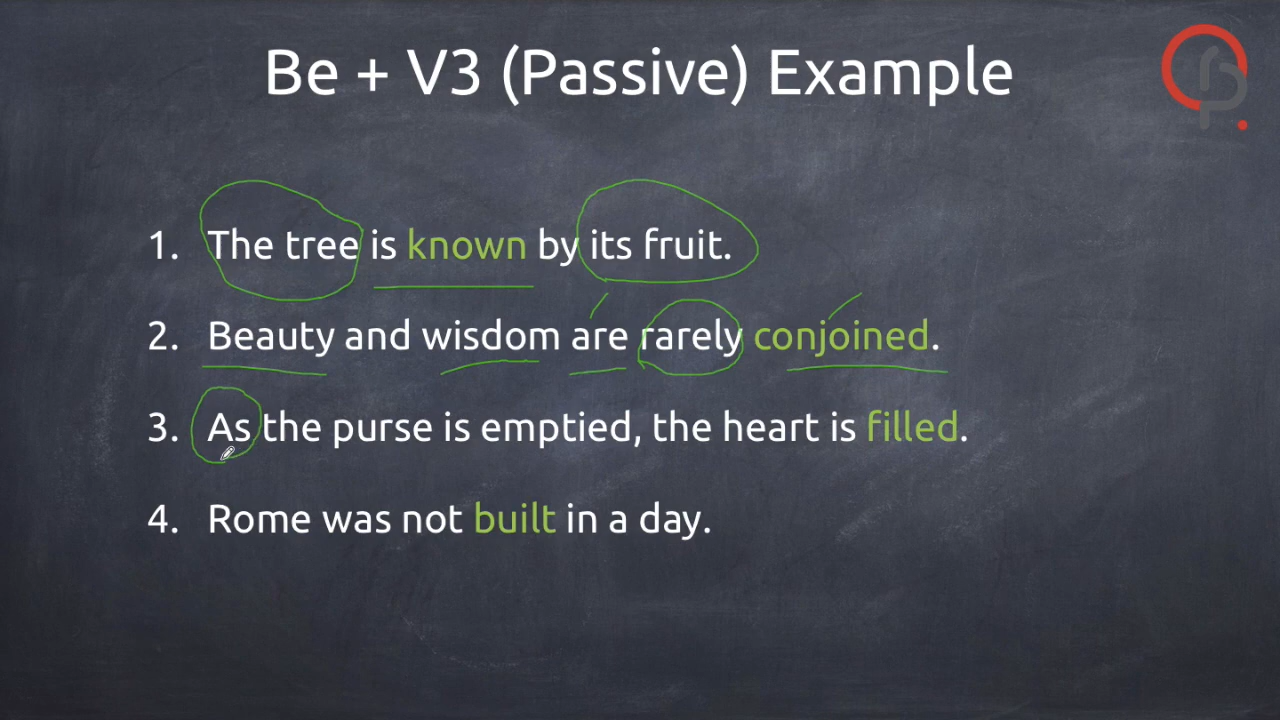 Be + V3 (Passive) Example
1. The tree is known by its fruit.
2. Beauty and wisdom are rarely conjoined.
3. As the purse is emptied, the heart is filled.
4. Rome was not built in a day.